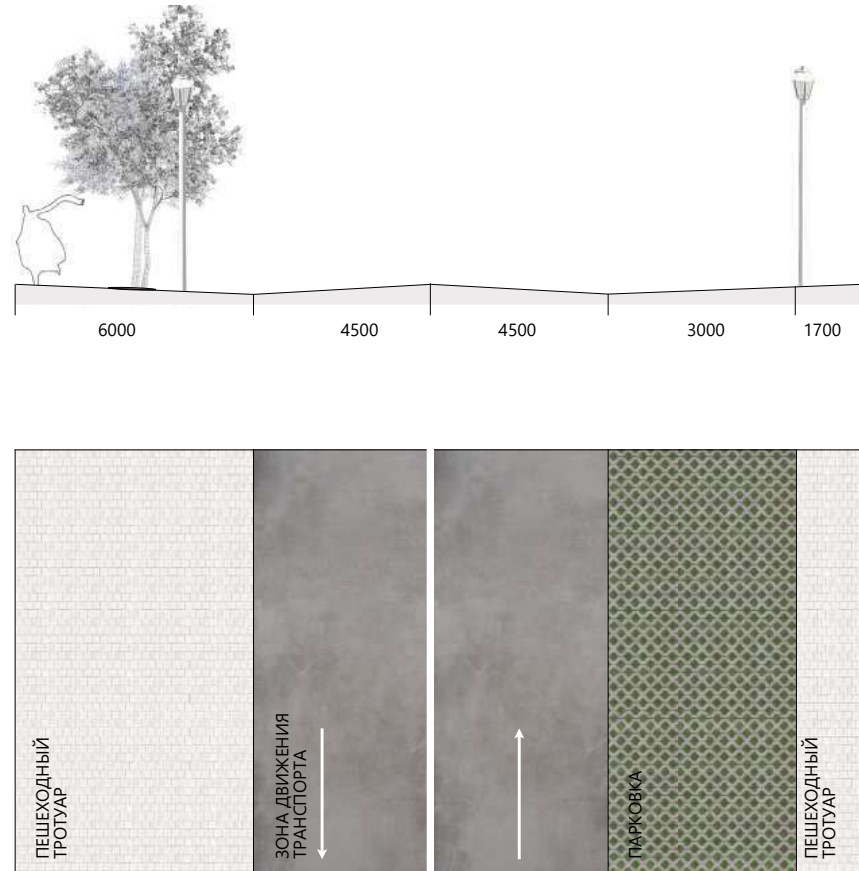 6000
4500
4500
3000
1700
ПЕШЕХОДНЫЙ
ТРОТУАР
ЗОНА ДВИЖЕНИЯ
ТРАНСПОРТА
ПАРКОВКА
ПЕШЕХОДНЫЙ
ТРОТУАР